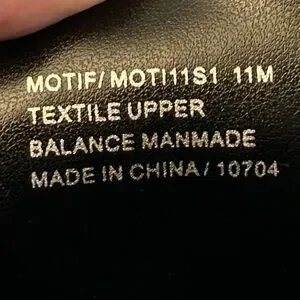 MOTIF/ MOTI11S1 11M
TEXTILE UPPER
BALANCE MANMADE
MADE IN CHINA/ 10704